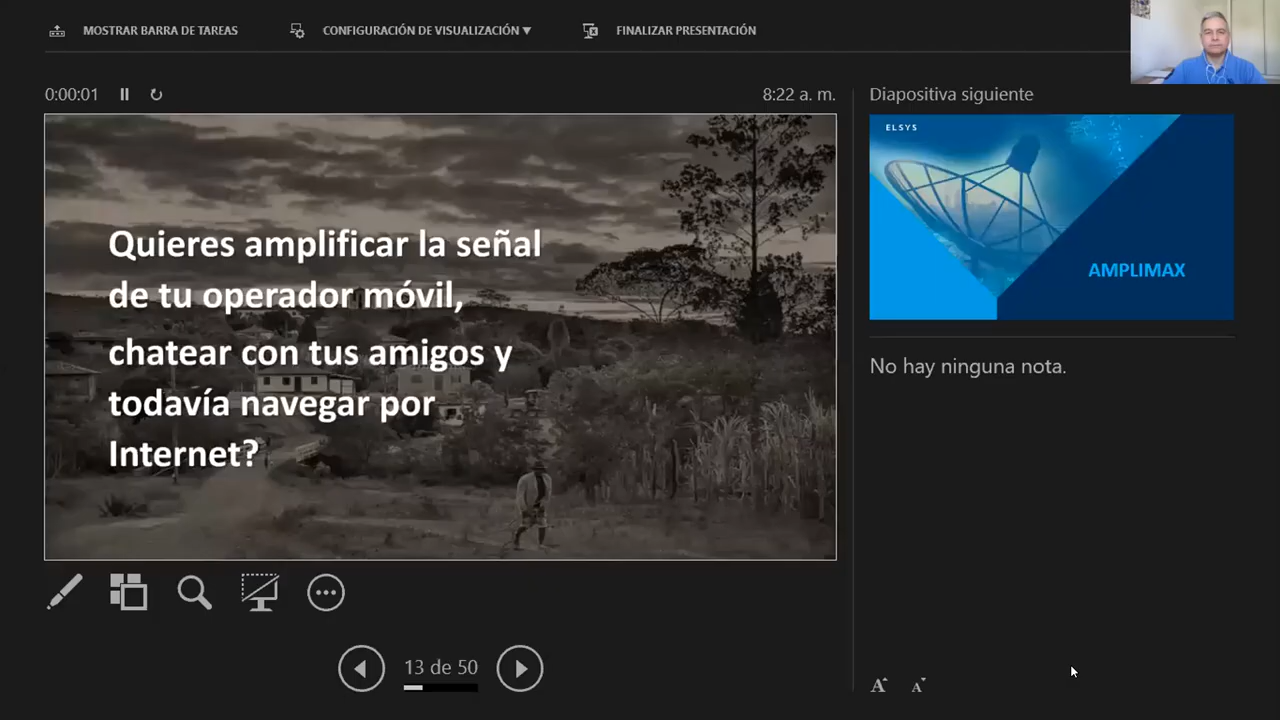 MOSTRAR BARRA DE TAREAS
CONFIGURACIÓN DE VISUALIZACIÓN ▼
FINALIZAR PRESENTACIÓN
0:00:01
8:22 a. m.
Quieres amplificar la señal
de tu operador móvil,
chatear con tus amigos y
todavía navegar por
Internet?
13 de 50
Diapositiva siguiente
ELSYS
AMPLIMAX
No hay ninguna nota.
A A